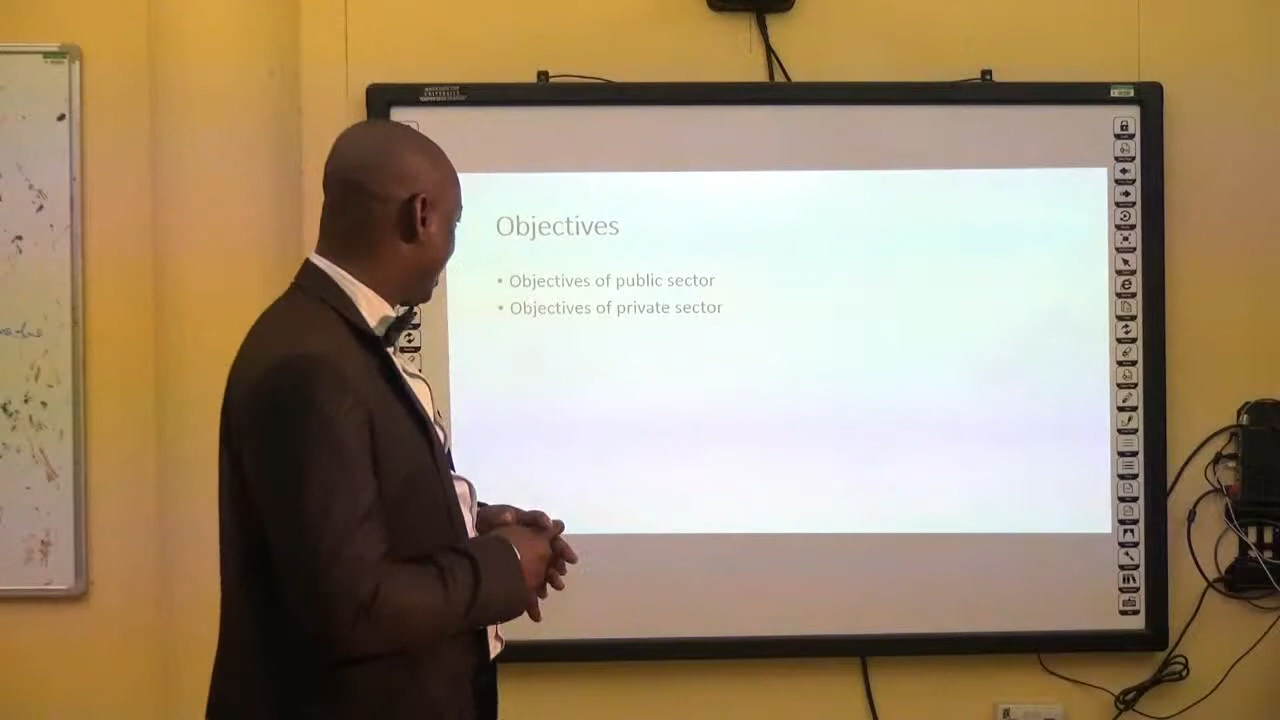 Objectives
• Objectives of public sector
• Objectives of private sector